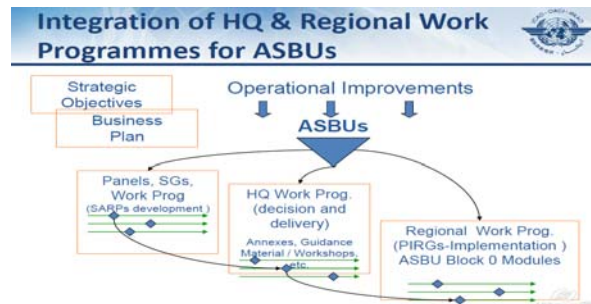 Integration of HQ & Regional Work
Programmes for ASBUs
Strategic
Objectives
Business
Plan
Operational Improvements
ASBUs
Panels, SGs,
Work Prog
(SARPs development )
HQ Work Prog.
(decision and
delivery)
Annexes, Guidance
Material / Workshops,
etc.
Regional Work Prog.
(PIRGs-Implementation )
ASBU Block 0 Modules